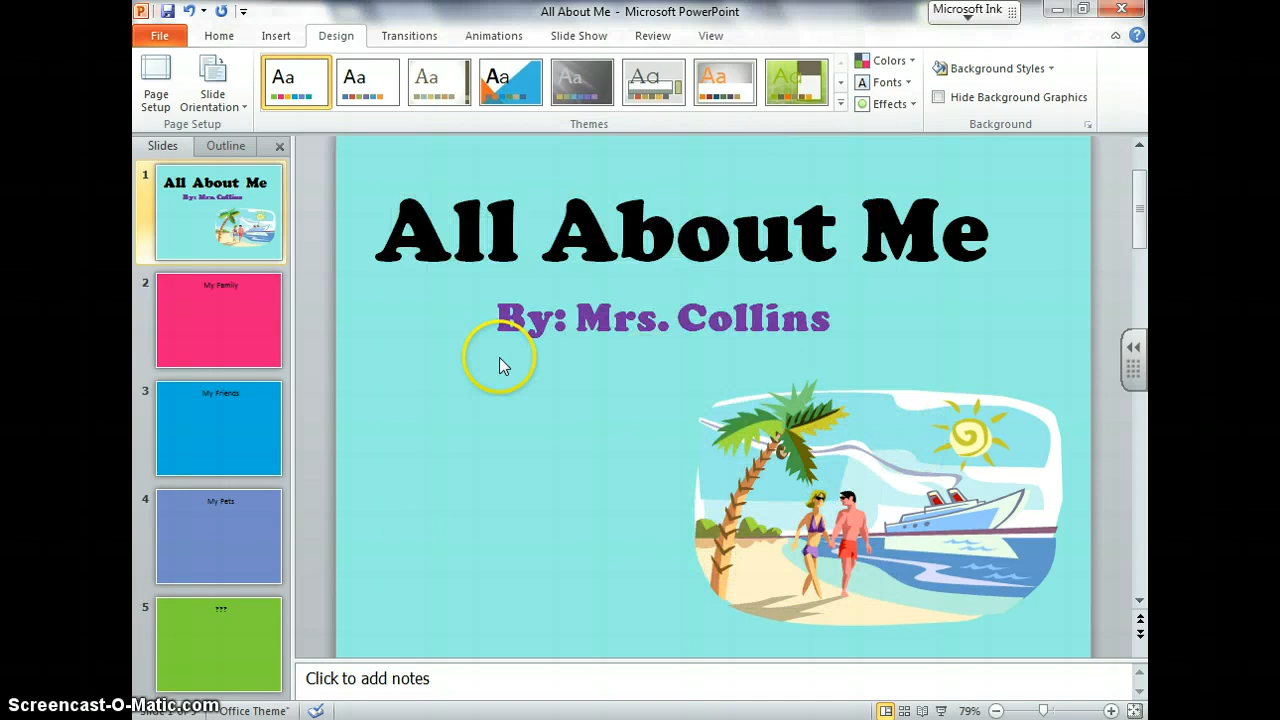 All About Me - Microsoft PowerPoint
Microsoft Ink
File Home Insert Design Transitions Animations Slide Show Review View
Page Setup
Slide Orientation
Page Setup
Aa Aa Aa Aa Aa Aa Aa Aa
Themes
Colors
Fonts
Effects
Background Styles
Hide Background Graphics
Background
Slides Outline
1
All About Me
By: Mrs. Collins
2
My Family
3
My Friends
4
My Pets
5
???
All About Me
By: Mrs. Collins
Click to add notes
Office Theme"
79%
Screencast-O-Matic.com